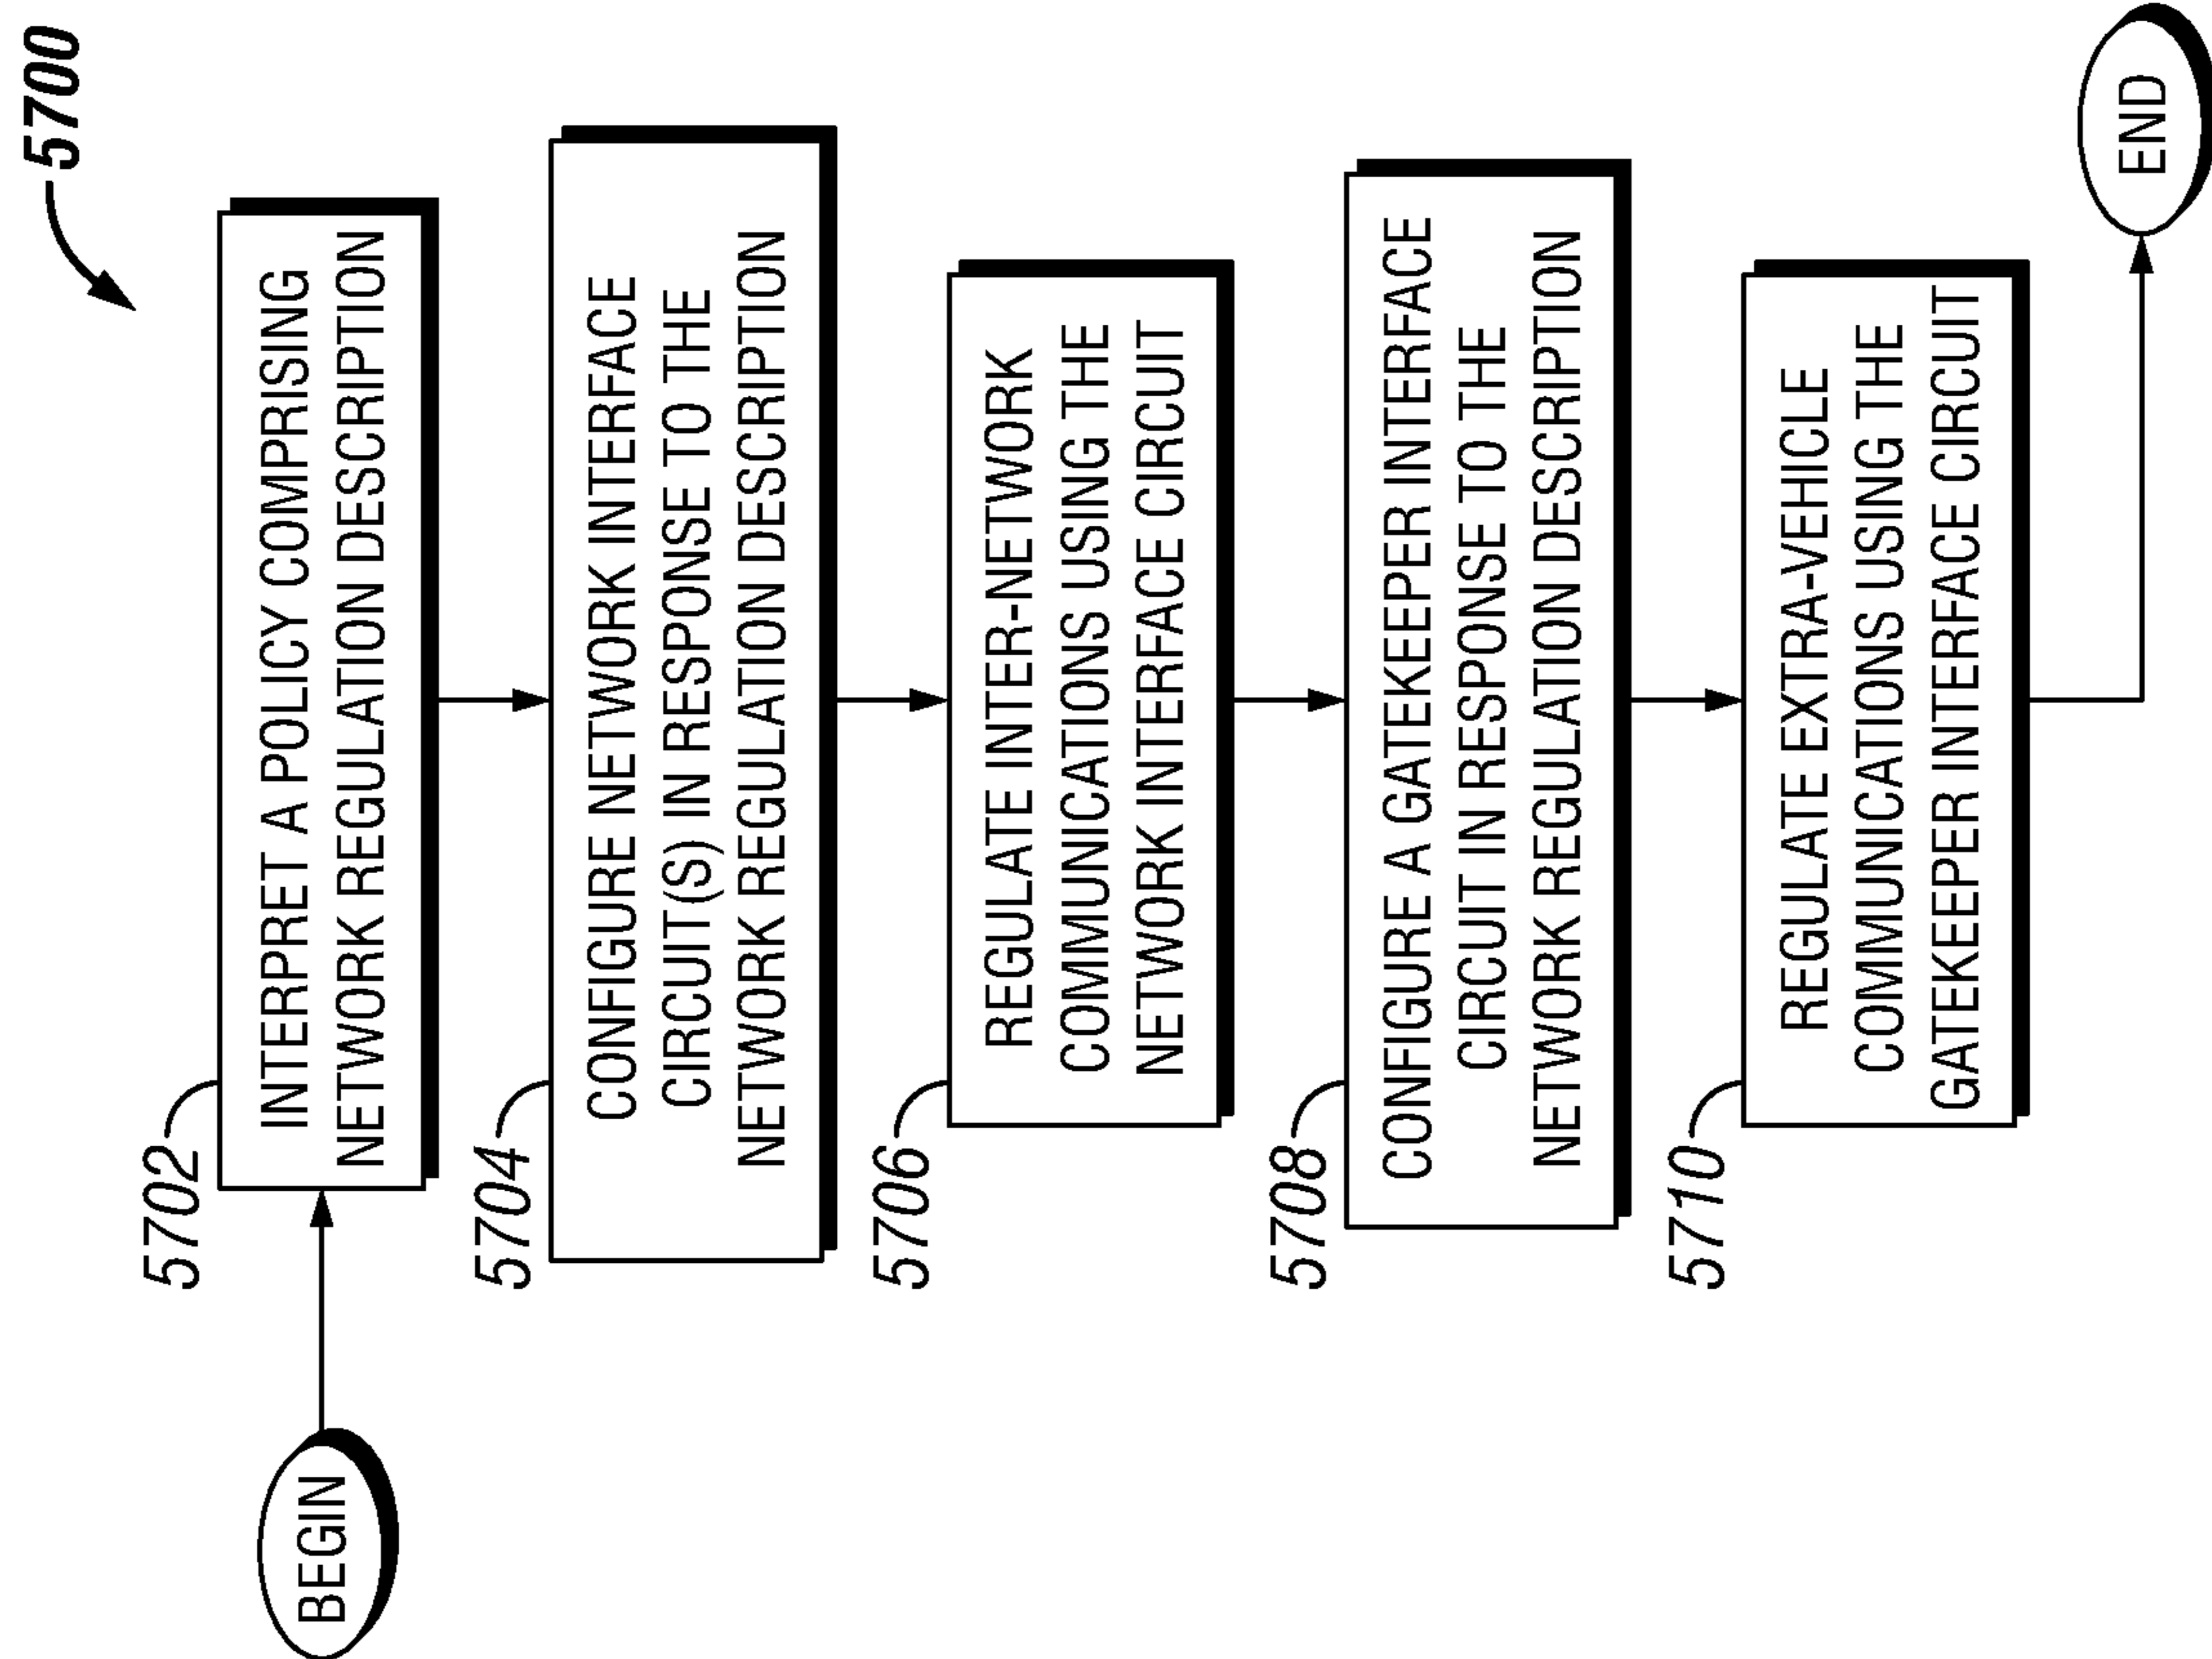 5700
BEGIN
5702
INTERPRET A POLICY COMPRISING
NETWORK REGULATION DESCRIPTION
5704
CONFIGURE NETWORK INTERFACE
CIRCUIT(S) IN RESPONSE TO THE
NETWORK REGULATION DESCRIPTION
5706
REGULATE INTER-NETWORK
COMMUNICATIONS USING THE
NETWORK INTERFACE CIRCUIT
5708
CONFIGURE A GATEKEEPER INTERFACE
CIRCUIT IN RESPONSE TO THE
NETWORK REGULATION DESCRIPTION
5710
REGULATE EXTRA-VEHICLE
COMMUNICATIONS USING THE
GATEKEEPER INTERFACE CIRCUIT
END